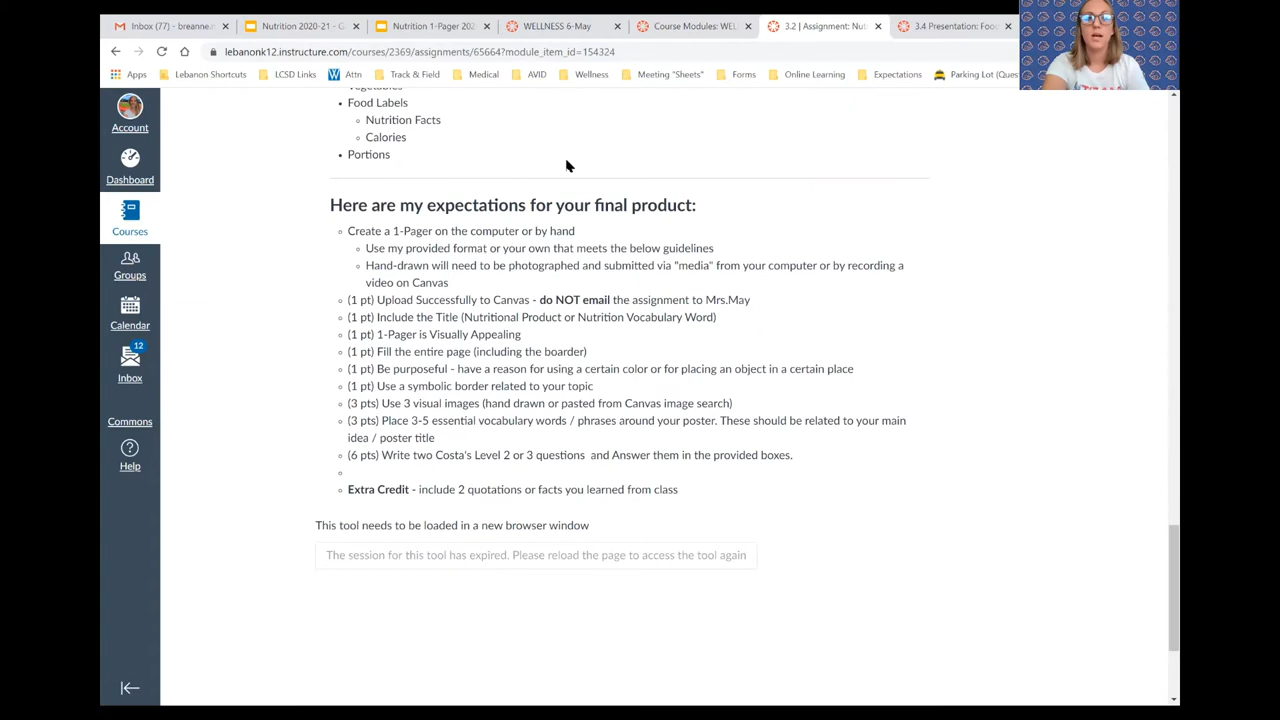 Inbox (77) - breanne.
Nutrition 2020-21 - G
Nutrition 1-Pager 202
WELLNESS 6-May
Course Modules: WEL
3.2 | Assignment: Nut
3.4 Presentation: Food
lebanonk12.instructure.com/courses/2369/assignments/65664?module_item_id=154324
Apps
Lebanon Shortcuts
LCSD Links
Attn
Track & Field
Medical
AVID
Wellness
Meeting "Sheets"
Forms
Online Learning
Expectations
Parking Lot (Ques
Account
Dashboard
Courses
Groups
Calendar
12
Inbox
Commons
Help
Vegetables
• Food Labels
◦ Nutrition Facts
◦ Calories
• Portions
Here are my expectations for your final product:
◦ Create a 1-Pager on the computer or by hand
◦ Use my provided format or your own that meets the below guidelines
◦ Hand-drawn will need to be photographed and submitted via "media" from your computer or by recording a
video on Canvas
◦ (1 pt) Upload Successfully to Canvas - do NOT email the assignment to Mrs.May
◦ (1 pt) Include the Title (Nutritional Product or Nutrition Vocabulary Word)
◦ (1 pt) 1-Pager is Visually Appealing
◦ (1 pt) Fill the entire page (including the boarder)
◦ (1 pt) Be purposeful - have a reason for using a certain color or for placing an object in a certain place
◦ (1 pt) Use a symbolic border related to your topic
◦ (3 pts) Use 3 visual images (hand drawn or pasted from Canvas image search)
◦ (3 pts) Place 3-5 essential vocabulary words / phrases around your poster. These should be related to your main
idea / poster title
◦ (6 pts) Write two Costa's Level 2 or 3 questions and Answer them in the provided boxes.
◦
◦ Extra Credit - include 2 quotations or facts you learned from class
This tool needs to be loaded in a new browser window
The session for this tool has expired. Please reload the page to access the tool again